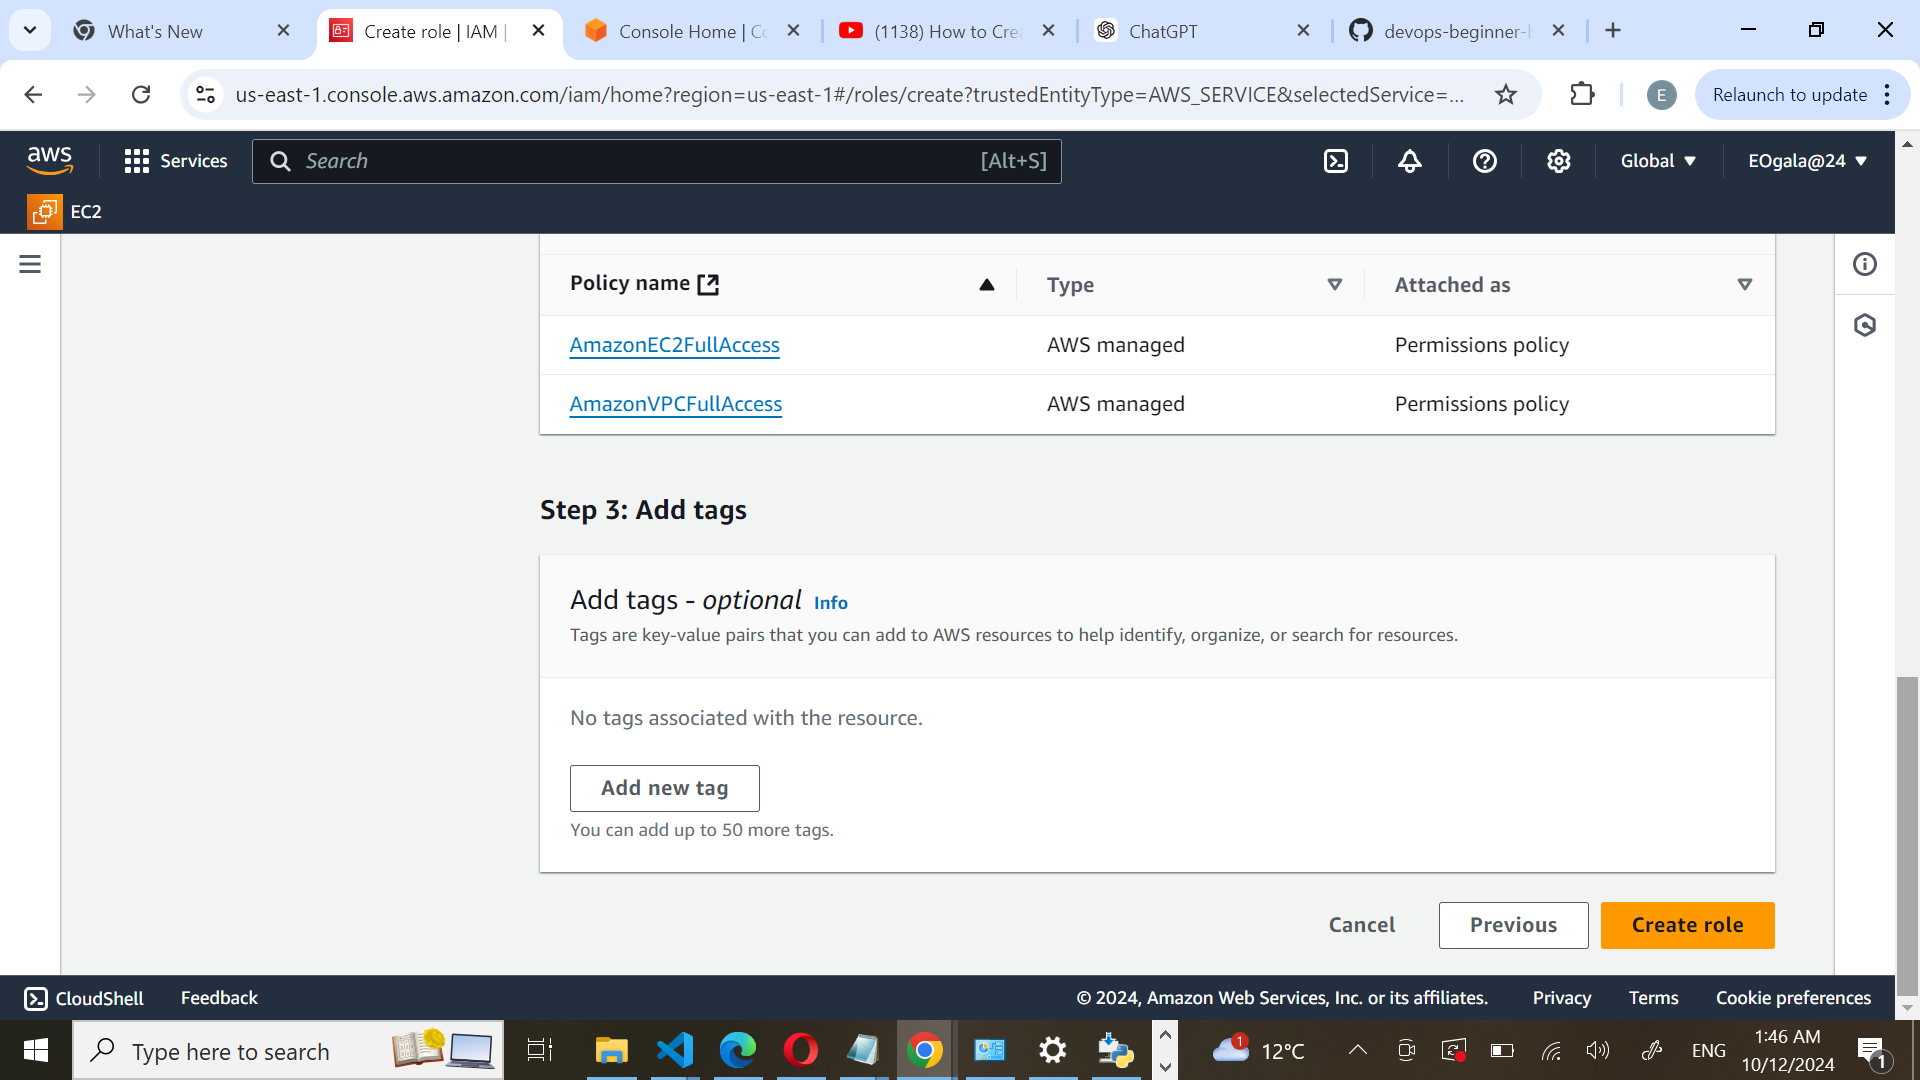 What's New
Create role | IAM |
Console Home | Co
(1138) How to Crea
ChatGPT
devops-beginner-b
us-east-1.console.aws.amazon.com/iam/home?region=us-east-1#/roles/create?trustedEntityType=AWS_SERVICE&selectedService=...
E
Relaunch to update
aws
Services
Search
[Alt+S]
Global
EOgala@24
EC2
Policy name
Type
Attached as
AmazonEC2FullAccess
AWS managed
Permissions policy
AmazonVPCFullAccess
AWS managed
Permissions policy
Step 3: Add tags
Add tags - optional Info
Tags are key-value pairs that you can add to AWS resources to help identify, organize, or search for resources.
No tags associated with the resource.
Add new tag
You can add up to 50 more tags.
Cancel
Previous
Create role
CloudShell
Feedback
© 2024, Amazon Web Services, Inc. or its affiliates.
Privacy
Terms
Cookie preferences
Type here to search
1
12°C
ENG
1:46 AM
10/12/2024
1